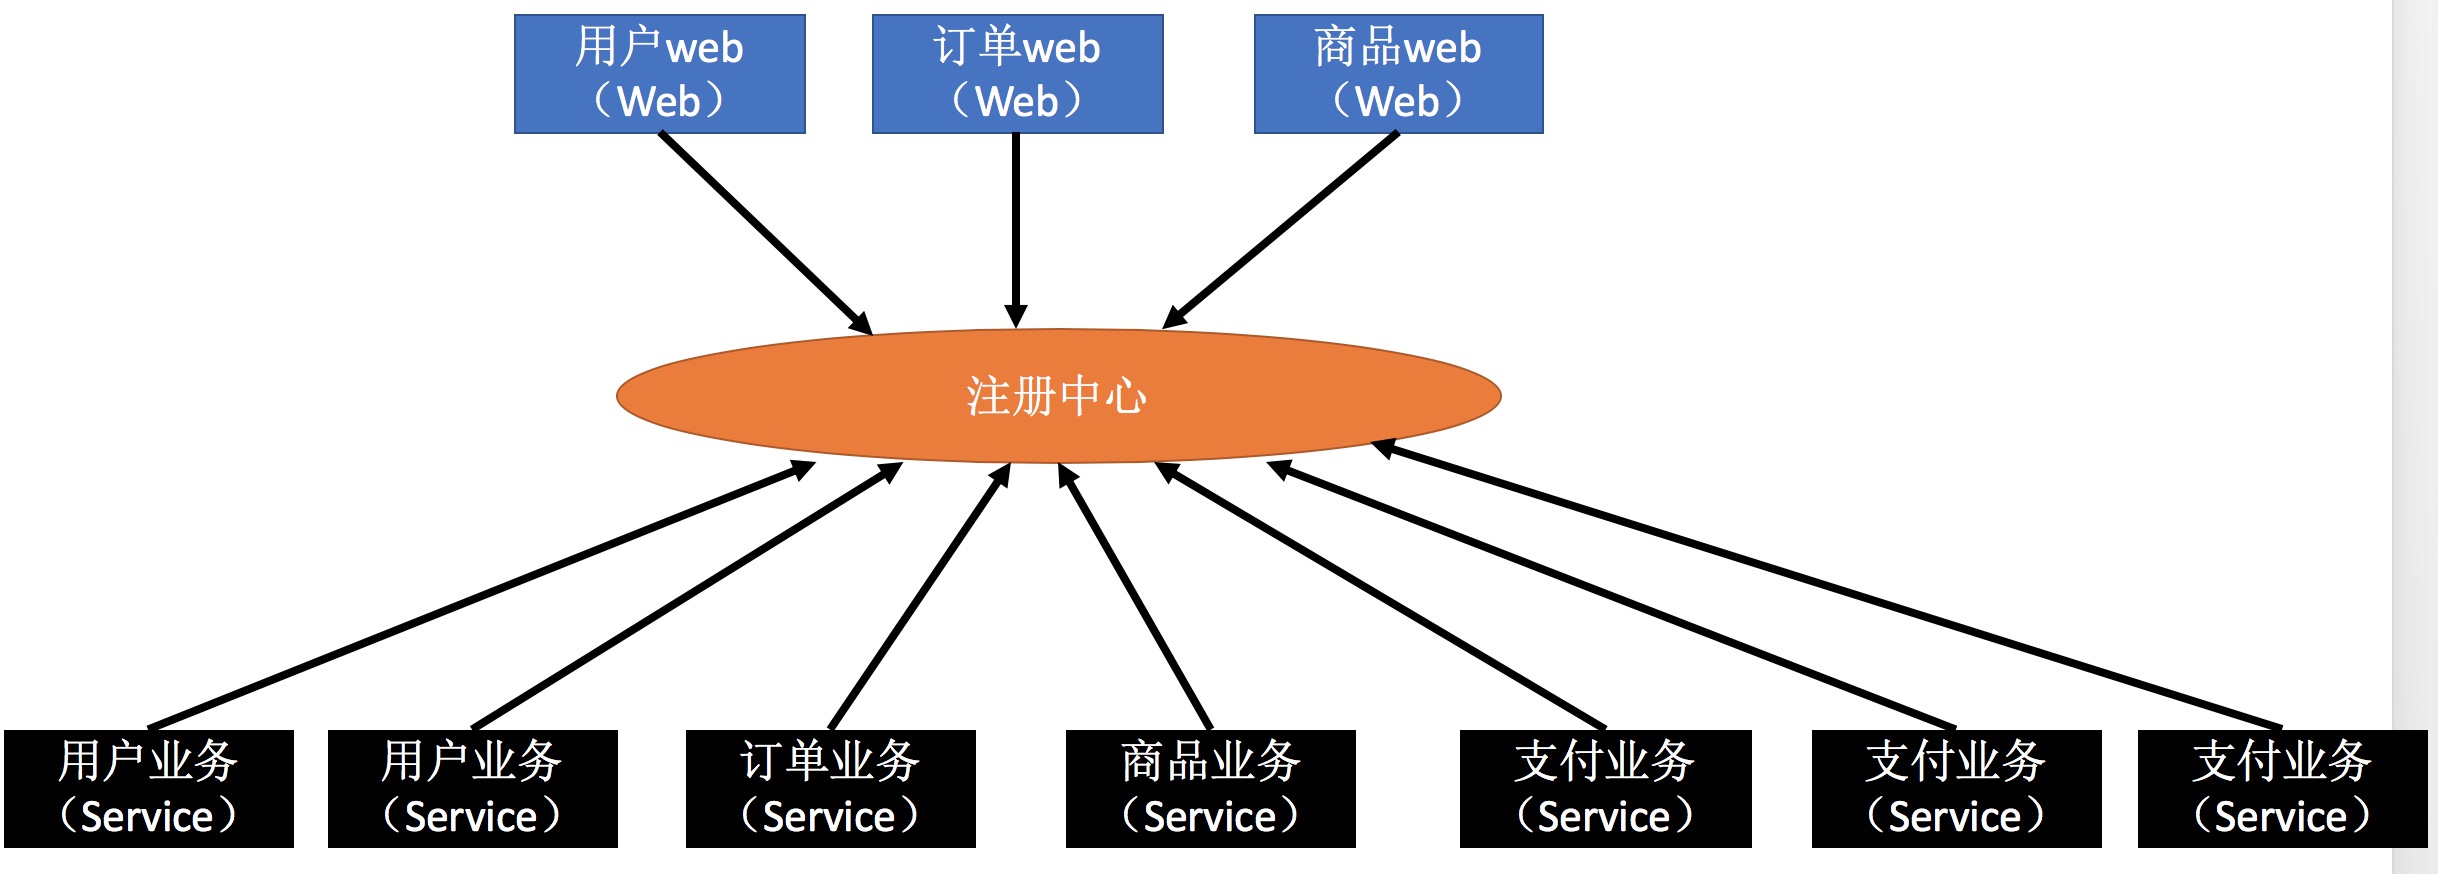 用户web
（Web）
订单web
（Web）
商品web
（Web）
注册中心
用户业务
（Service）
用户业务
（Service）
订单业务
（Service）
商品业务
（Service）
支付业务
（Service）
支付业务
（Service）
支付业务
（Service）